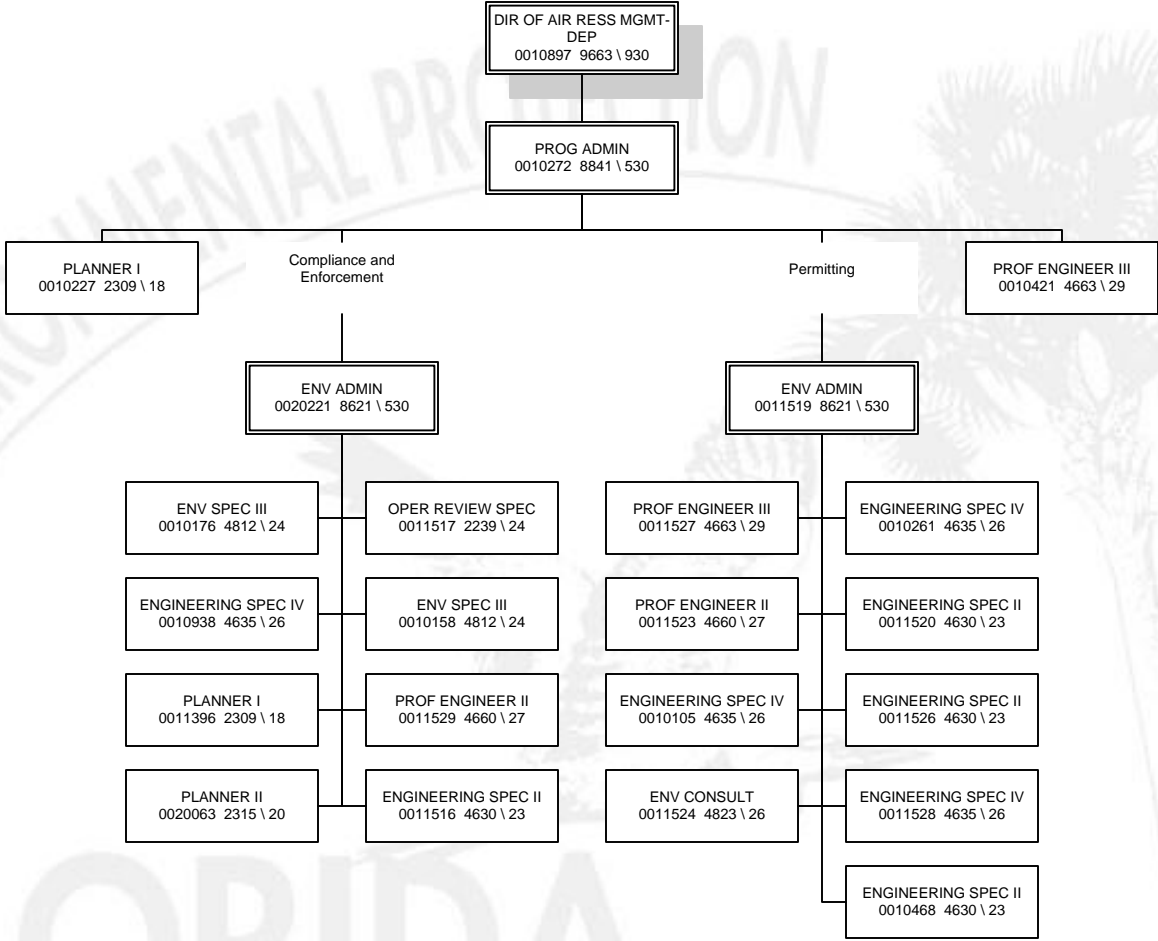 DIR OF AIR RESS MGMT-
DEP
0010897 9663 \ 930
PROG ADMIN
0010272 8841 \ 530
PLANNER I
0010227 2309 \ 18
Compliance and
Enforcement
Permitting
PROF ENGINEER III
0010421 4663 \ 29
ENV ADMIN
0020221 8621 \ 530
ENV ADMIN
0011519 8621 \ 530
ENV SPEC III
0010176 4812 \ 24
OPER REVIEW SPEC
0011517 2239 \ 24
ENGINEERING SPEC IV
0010938 4635 \ 26
ENV SPEC III
0010158 4812 \ 24
PLANNER I
0011396 2309 \ 18
PROF ENGINEER II
0011529 4660 \ 27
PLANNER II
0020063 2315 \ 20
ENGINEERING SPEC II
0011516 4630 \ 23
PROF ENGINEER III
0011527 4663 \ 29
ENGINEERING SPEC IV
0010261 4635 \ 26
PROF ENGINEER II
0011523 4660 \ 27
ENGINEERING SPEC II
0011520 4630 \ 23
ENGINEERING SPEC IV
0010105 4635 \ 26
ENGINEERING SPEC II
0011526 4630 \ 23
ENV CONSULT
0011524 4823 \ 26
ENGINEERING SPEC IV
0011528 4635 \ 26
ENGINEERING SPEC II
0010468 4630 \ 23